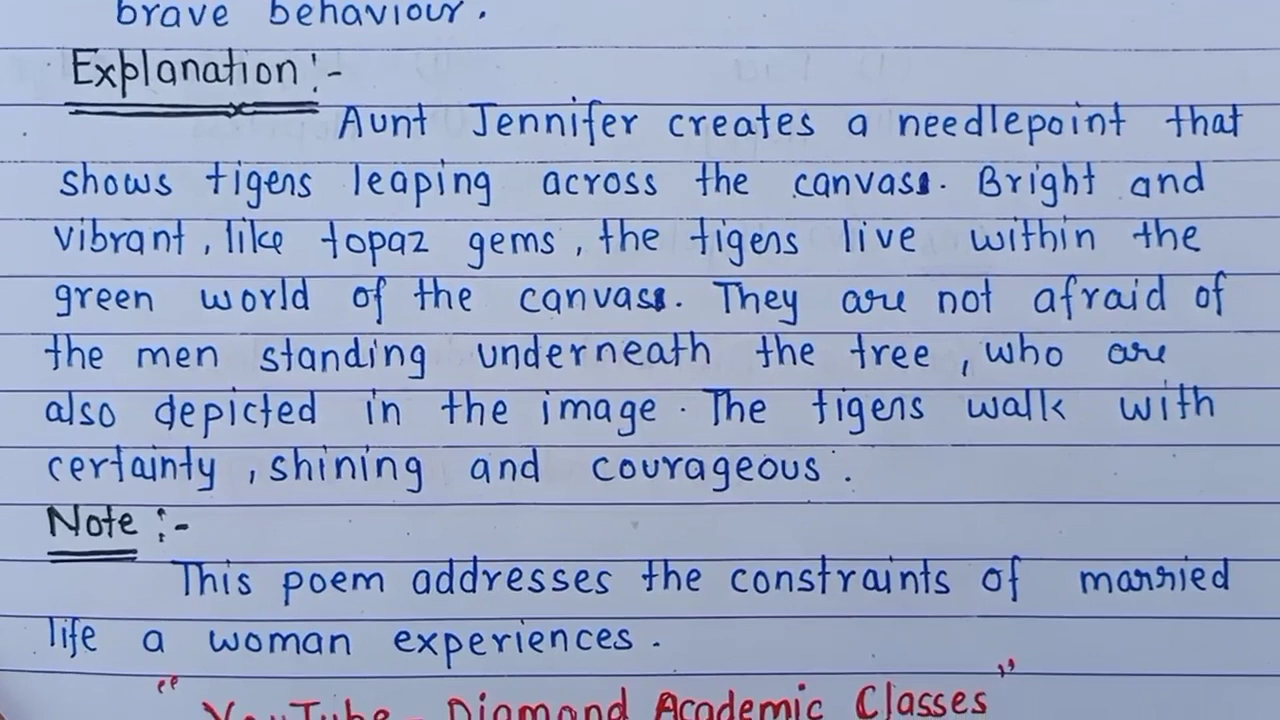 brave behaviour.
Explanation :-
Aunt Jennifer creates a needlepoint that
shows tigers leaping across the canvas. Bright and
vibrant, like topaz gems, the tigers live within the
green world of the canvas. They are not afraid of
the men standing underneath the tree, who are
also depicted in the image. The tigers walk with
certainty, shining and courageous.
Note :-
This poem addresses the constraints of married
life a woman experiences.
"YouTube - Diamond Academic Classes"